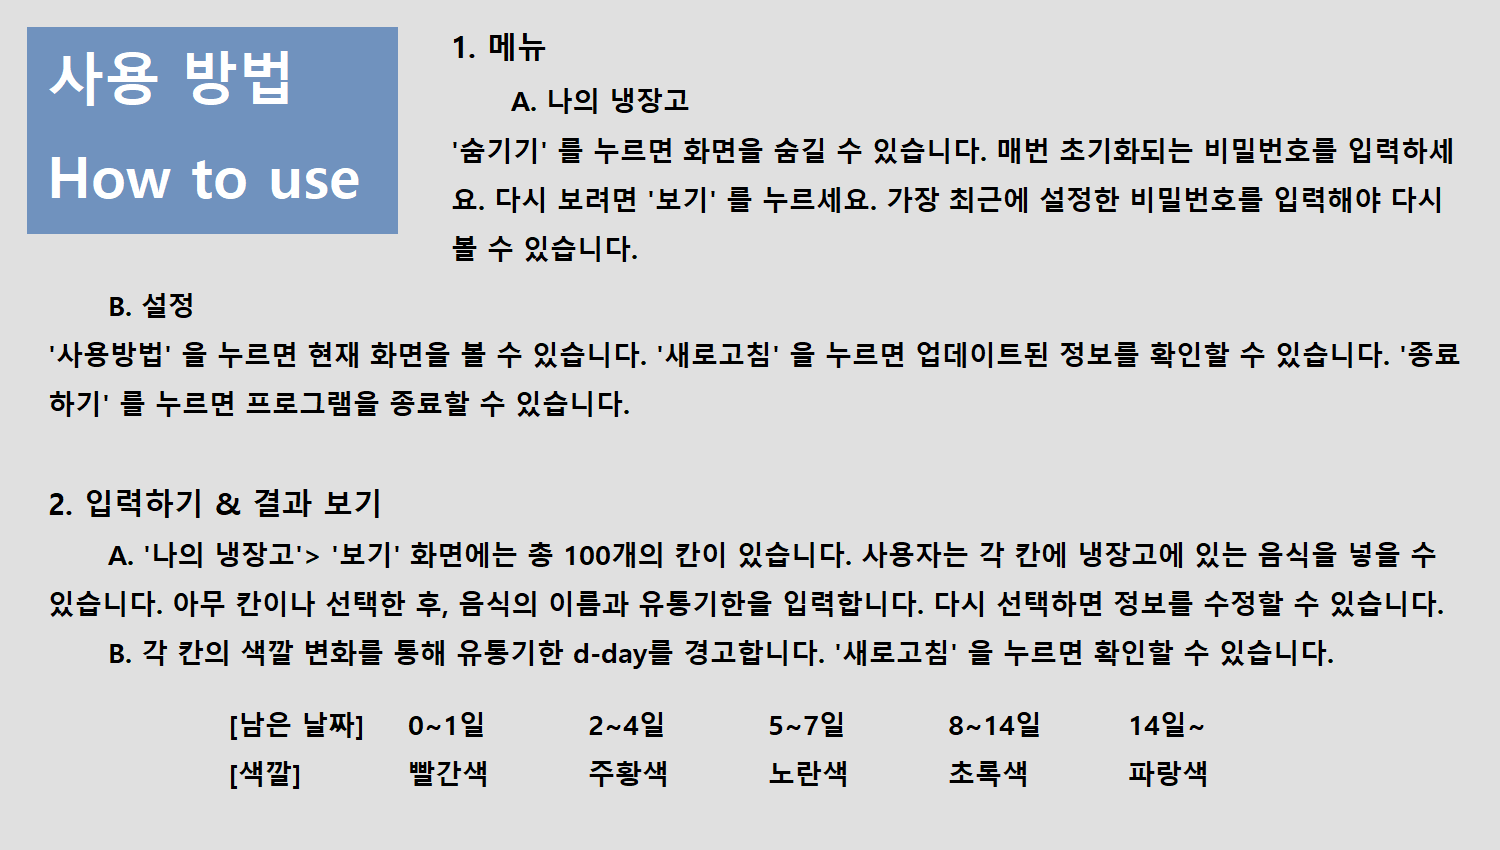 사용 방법
How to use
1. 메뉴
A. 나의 냉장고
'숨기기' 를 누르면 화면을 숨길 수 있습니다. 매번 초기화되는 비밀번호를 입력하세
요. 다시 보려면 '보기' 를 누르세요. 가장 최근에 설정한 비밀번호를 입력해야 다시
볼 수 있습니다.
B. 설정
'사용방법' 을 누르면 현재 화면을 볼 수 있습니다. '새로고침' 을 누르면 업데이트된 정보를 확인할 수 있습니다. '종료
하기' 를 누르면 프로그램을 종료할 수 있습니다.
2. 입력하기 & 결과 보기
A. '나의 냉장고'> '보기' 화면에는 총 100개의 칸이 있습니다. 사용자는 각 칸에 냉장고에 있는 음식을 넣을 수
있습니다. 아무 칸이나 선택한 후, 음식의 이름과 유통기한을 입력합니다. 다시 선택하면 정보를 수정할 수 있습니다.
B. 각 칸의 색깔 변화를 통해 유통기한 d-day를 경고합니다. '새로고침' 을 누르면 확인할 수 있습니다.
[남은 날짜] 0~1일 2~4일 5~7일 8~14일 14일~
[색깔] 빨간색 주황색 노란색 초록색 파랑색